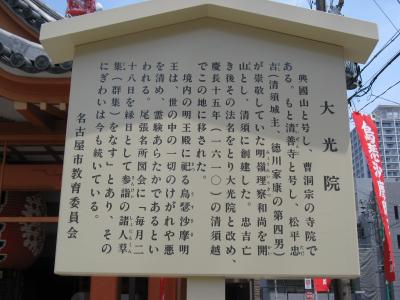 大光院
興國山と号し、曹洞宗の寺院で
ある。もと清善寺と号し、松平忠
吉（清須城主、徳川家康の第四男）
が崇敬していた明嶺理察和尚を開
山とし、清須に創建した。忠吉亡
き後その法名をとり大光院と改め、
慶長十五年（一六一〇）の清須越
でこの地に移された。
境内の明王殿に祀る烏瑟沙摩明
王は、世の中の一切のけがれや悪
を清め、霊験あらたかであるとい
われる。尾張名所図会に「毎月二
十八日を縁日として参詣の諸人羣
集（群集）をなす」とあり、その
にぎわいは今も続いている。
名古屋市教育委員会